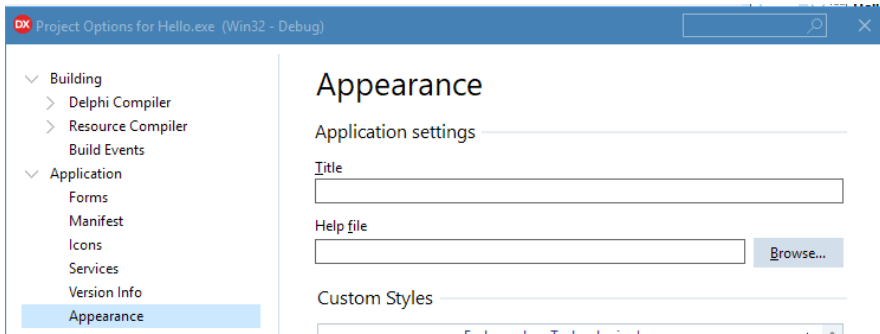 DX Project Options for Hello.exe (Win32 - Debug)
Building
Delphi Compiler
Resource Compiler
Build Events
Application
Forms
Manifest
Icons
Services
Version Info
Appearance
Appearance
Application settings
Title
Help file
Browse...
Custom Styles